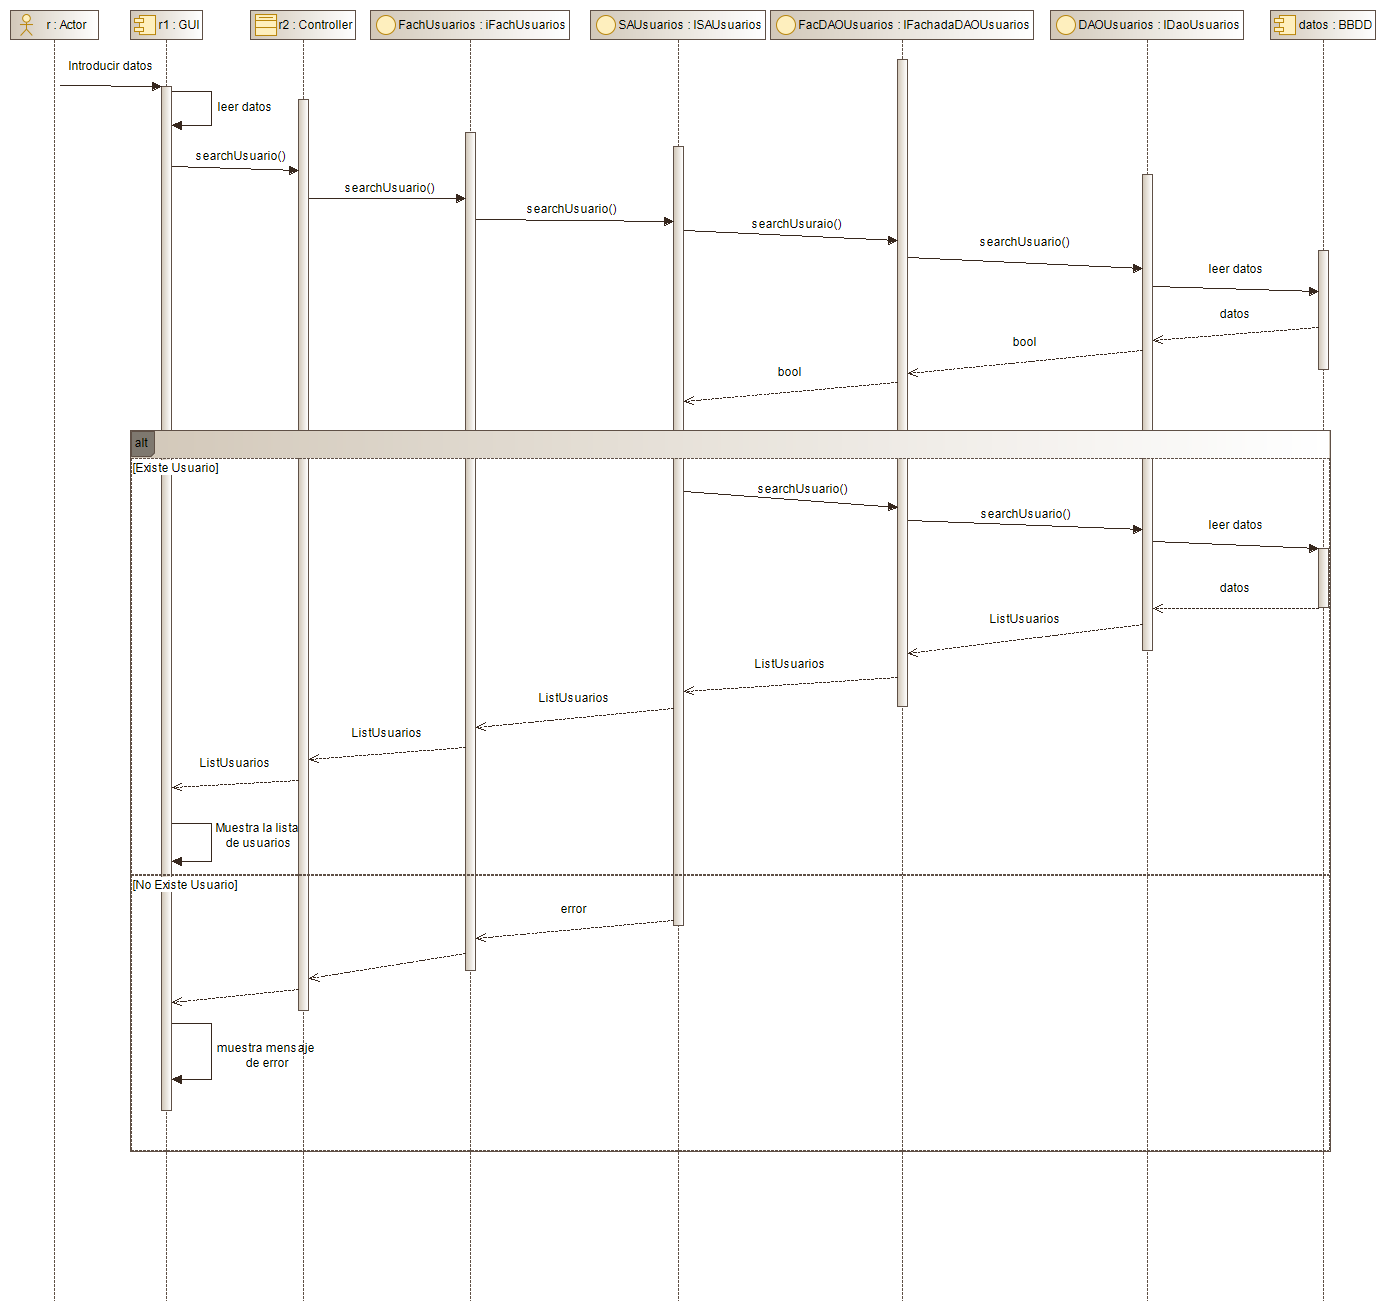 r : Actor
r1 : GUI
r2 : Controller
FachUsuarios : iFachUsuarios
SAUsuarios : ISAUsuarios
FacDAOUsuarios : IFachadaDAOUsuarios
DAOUsuarios : IDaoUsuarios
datos : BBDD
Introducir datos
leer datos
searchUsuario()
searchUsuario()
searchUsuario()
searchUsuraio()
searchUsuario()
leer datos
datos
bool
bool
alt
[Existe Usuario]
searchUsuario()
searchUsuario()
leer datos
datos
ListUsuarios
ListUsuarios
ListUsuarios
ListUsuarios
ListUsuarios
Muestra la lista
de usuarios
[No Existe Usuario]
error
muestra mensaje
de error